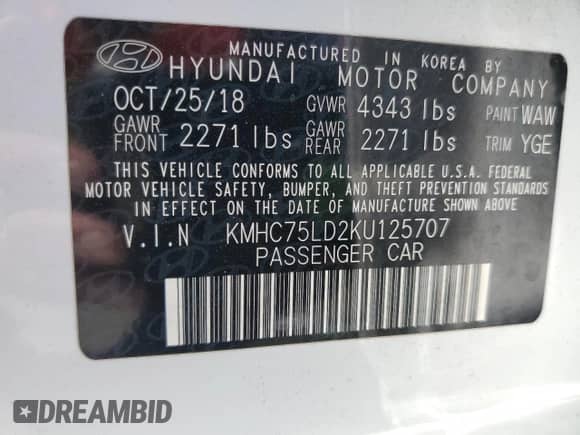 MANUFACTURED IN KOREA BY
HYUNDAI MOTOR COMPANY
OCT/25/18 GVWR 4343 lbs PAINT WAW
GAWR FRONT 2271 lbs GAWR REAR 2271 lbs TRIM YGE
THIS VEHICLE CONFORMS TO ALL APPLICABLE U.S.A. FEDERAL
MOTOR VEHICLE SAFETY, BUMPER, AND THEFT PREVENTION STANDARDS
IN EFFECT ON THE DATE OF MANUFACTURE SHOWN ABOVE
V.I.N KMHC75LD2KU125707
PASSENGER CAR
DREAMBID